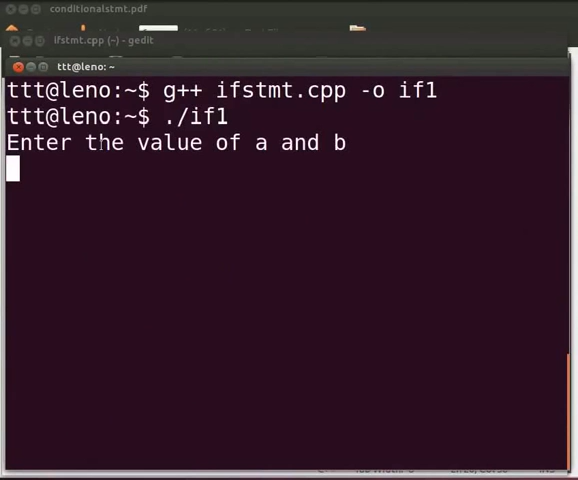 conditionalstmt.pdf
ifstmt.cpp (~) - gedit
ttt@leno: ~
ttt@leno:~$ g++ ifstmt.cpp -o if1
ttt@leno:~$ ./if1
Enter the value of a and b